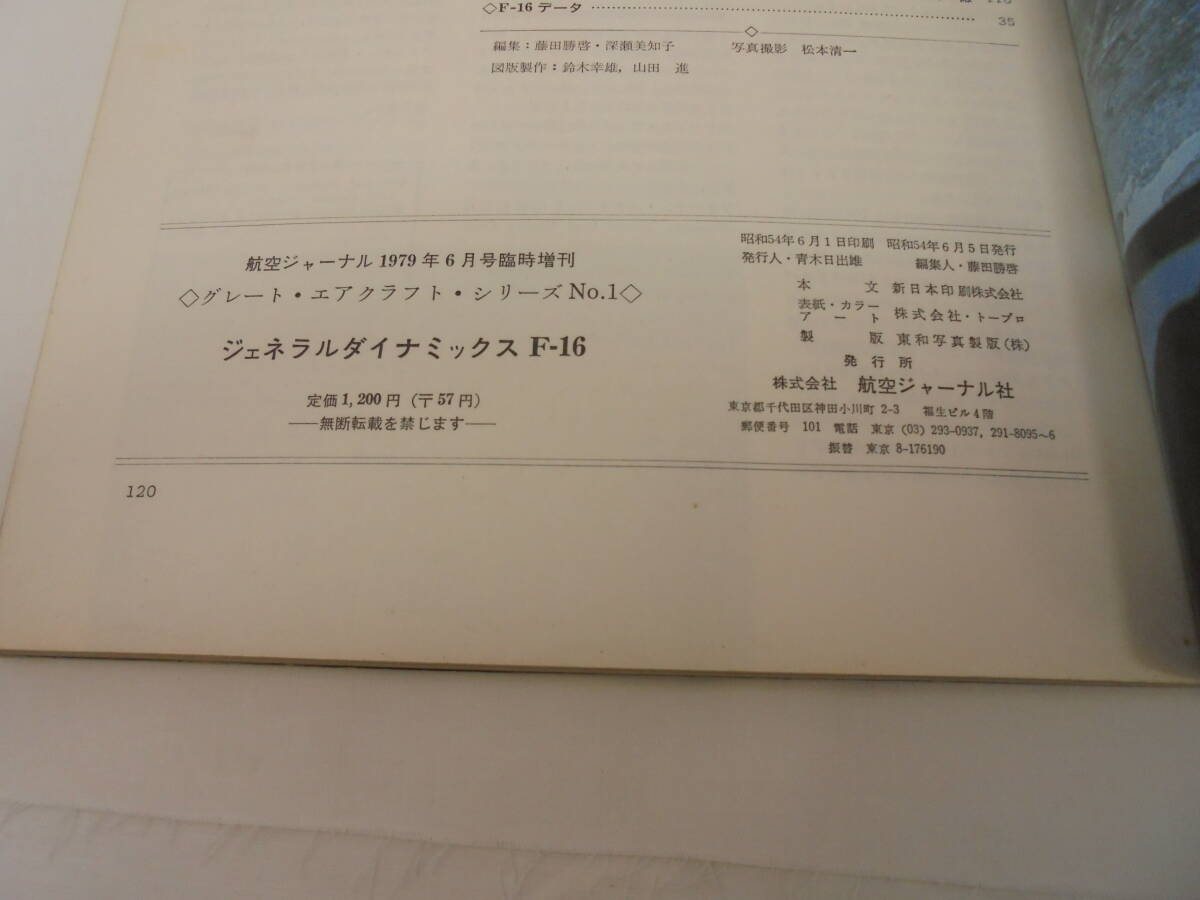 ◇F-16 データ …… 35
◇
編集：藤田勝啓・深瀬美知子　写真撮影　松本清一
図版製作：鈴木幸雄，山田　進
航空ジャーナル 1979 年 6 月号臨時増刊
◇グレート・エアクラフト・シリーズ No.1◇
ジェネラルダイナミックス F-16
定価 1,200 円（〒57 円）
──無断転載を禁じます──
昭和54年 6 月 1 日印刷　昭和54年 6 月 5 日発行
発行人・青木日出雄　編集人・藤田勝啓
本　文　新日本印刷株式会社
表紙・カラー
アート　株式会社・トープロ
製　版　東和写真製版（株）
発 行 所
株式会社　航空ジャーナル社
東京都千代田区神田小川町 2-3　福生ビル 4 階
郵便番号　101　電話　東京 (03) 293-0937, 291-8095〜6
振替　東京 8-176190
120